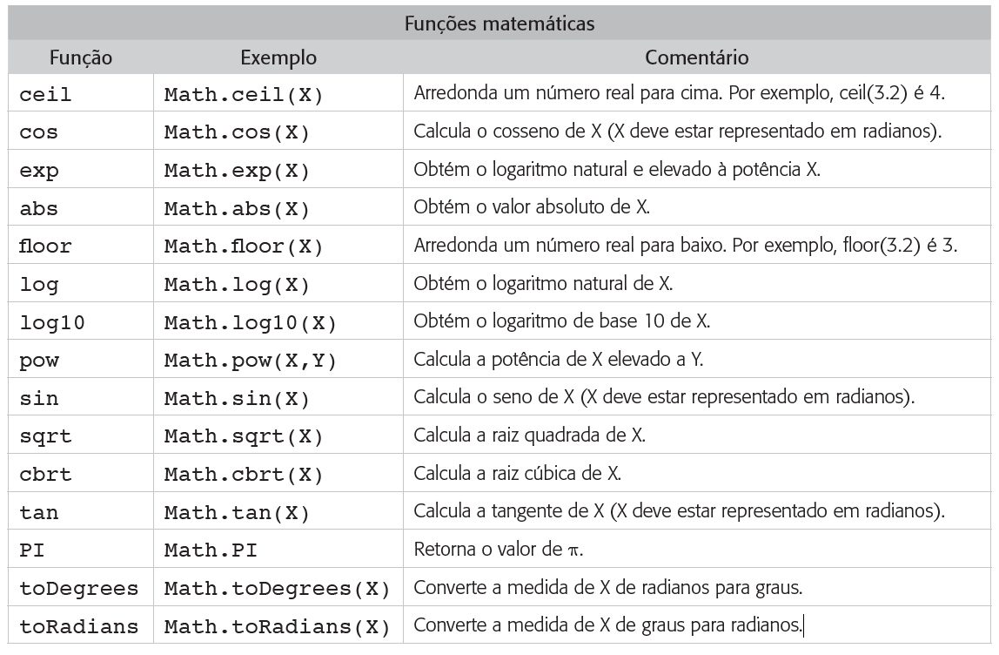 Funções matemáticas
Função Exemplo Comentário
ceil Math.ceil(X) Arredonda um número real para cima. Por exemplo, ceil(3.2) é 4.
cos Math.cos(X) Calcula o cosseno de X (X deve estar representado em radianos).
exp Math.exp(X) Obtém o logaritmo natural e elevado à potência X.
abs Math.abs(X) Obtém o valor absoluto de X.
floor Math.floor(X) Arredonda um número real para baixo. Por exemplo, floor(3.2) é 3.
log Math.log(X) Obtém o logaritmo natural de X.
log10 Math.log10(X) Obtém o logaritmo de base 10 de X.
pow Math.pow(X,Y) Calcula a potência de X elevado a Y.
sin Math.sin(X) Calcula o seno de X (X deve estar representado em radianos).
sqrt Math.sqrt(X) Calcula a raiz quadrada de X.
cbrt Math.cbrt(X) Calcula a raiz cúbica de X.
tan Math.tan(X) Calcula a tangente de X (X deve estar representado em radianos).
PI Math.PI Retorna o valor de π.
toDegrees Math.toDegrees(X) Converte a medida de X de radianos para graus.
toRadians Math.toRadians(X) Converte a medida de X de graus para radianos.